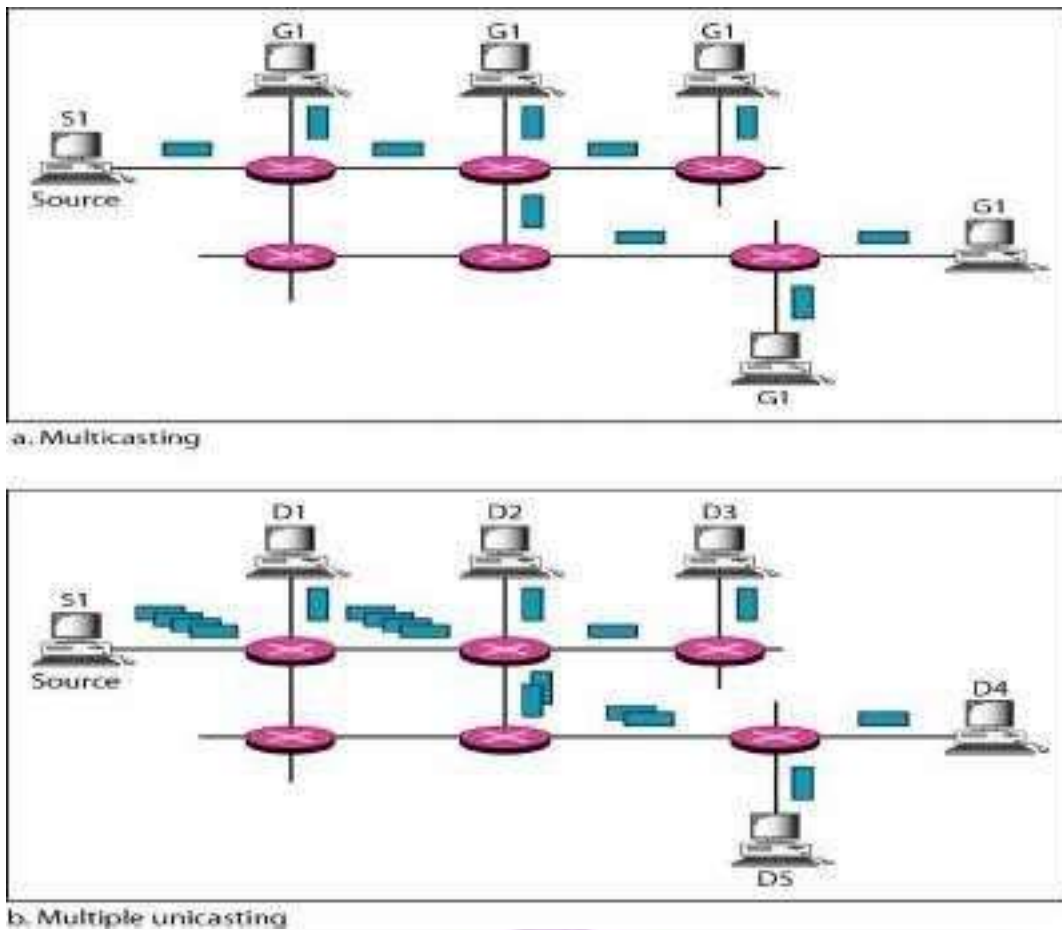 G1 G1 G1
S1
Source
G1
G1
a. Multicasting
D1 D2 D3
S1
Source
D4
D5
b. Multiple unicasting